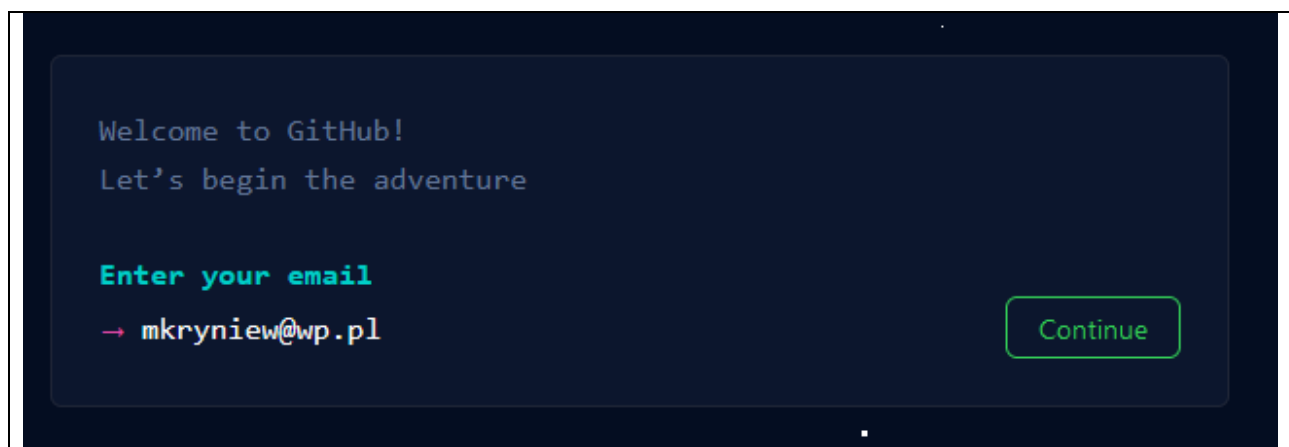 Welcome to GitHub!
Let’s begin the adventure
Enter your email
→ mkryniew@wp.pl
Continue